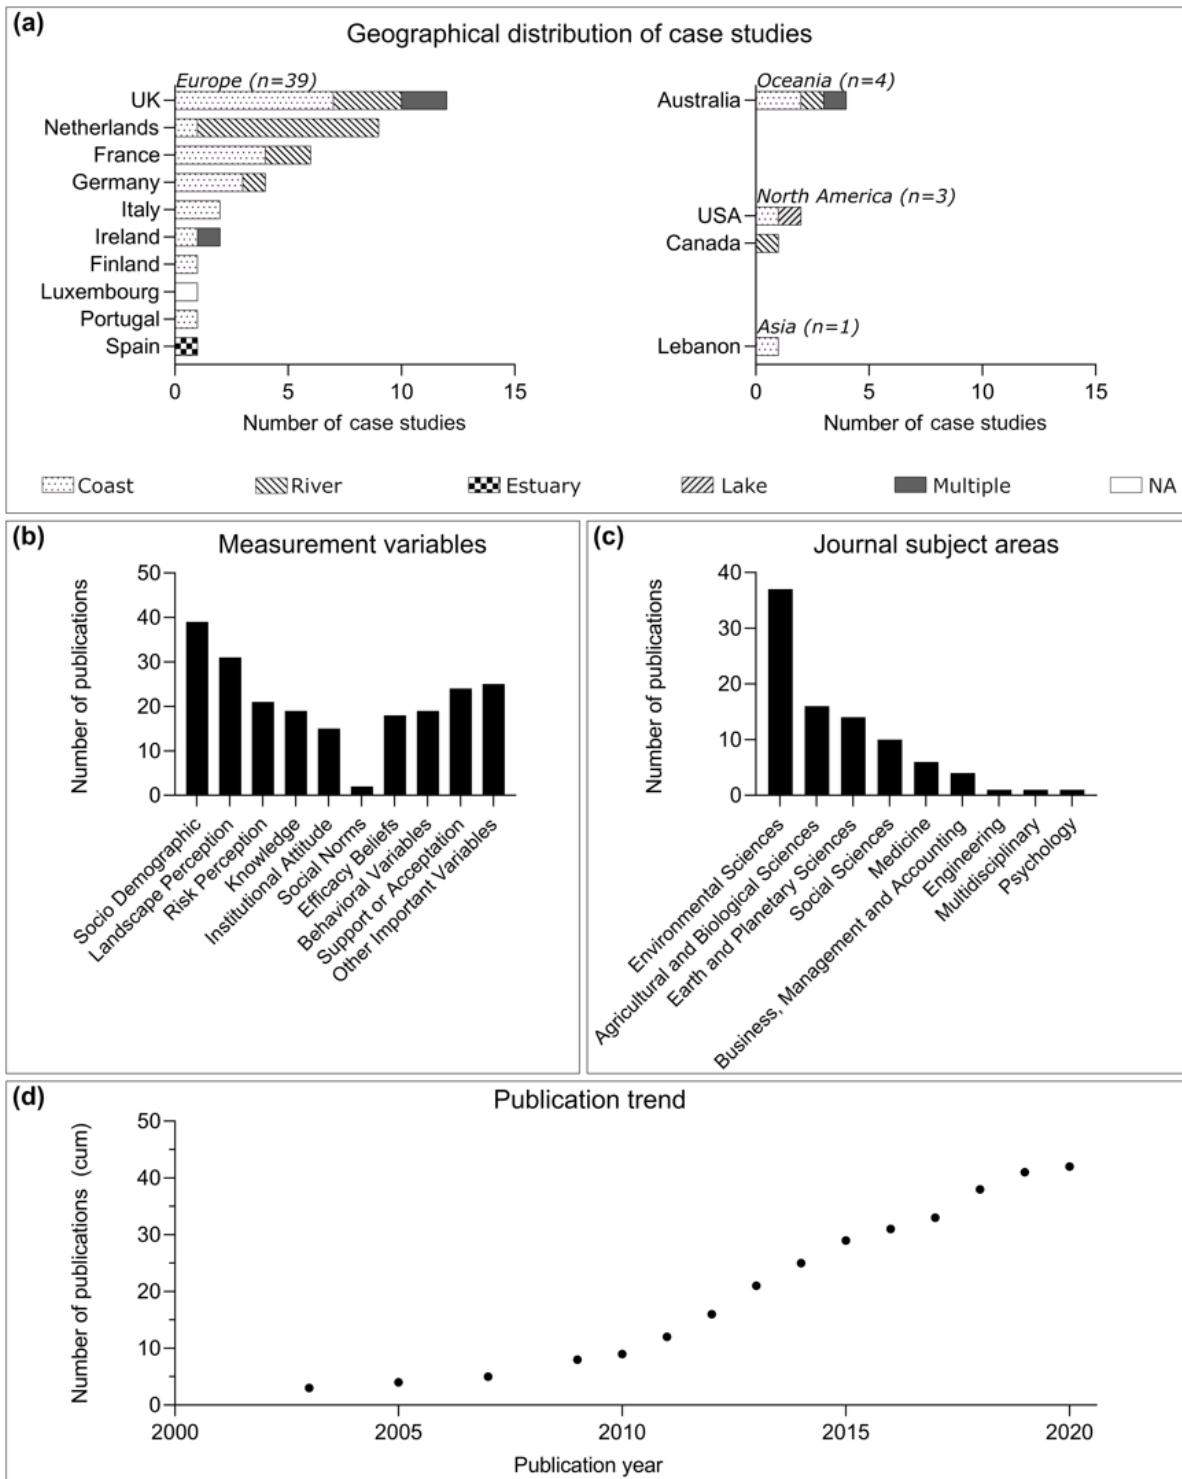 (a)
Geographical distribution of case studies
Europe (n=39)
UK
Netherlands
France
Germany
Italy
Ireland
Finland
Luxembourg
Portugal
Spain
0 5 10 15
Number of case studies
Oceania (n=4)
Australia
North America (n=3)
USA
Canada
Asia (n=1)
Lebanon
0 5 10 15
Number of case studies
Coast River Estuary Lake Multiple NA
(b)
Measurement variables
Number of publications
50
40
30
20
10
0
Socio Demographic
Landscape Perception
Risk Perception
Knowledge
Institutional Attitude
Social Norms
Efficacy Beliefs
Behavioral Variables
Support or Acceptation
Other Important Variables
(c)
Journal subject areas
Number of publications
40
30
20
10
0
Environmental Sciences
Agricultural and Biological Sciences
Earth and Planetary Sciences
Social Sciences
Medicine
Business, Management and Accounting
Engineering
Multidisciplinary
Psychology
(d)
Publication trend
Number of publications (cum)
50
40
30
20
10
0
2000 2005 2010 2015 2020
Publication year